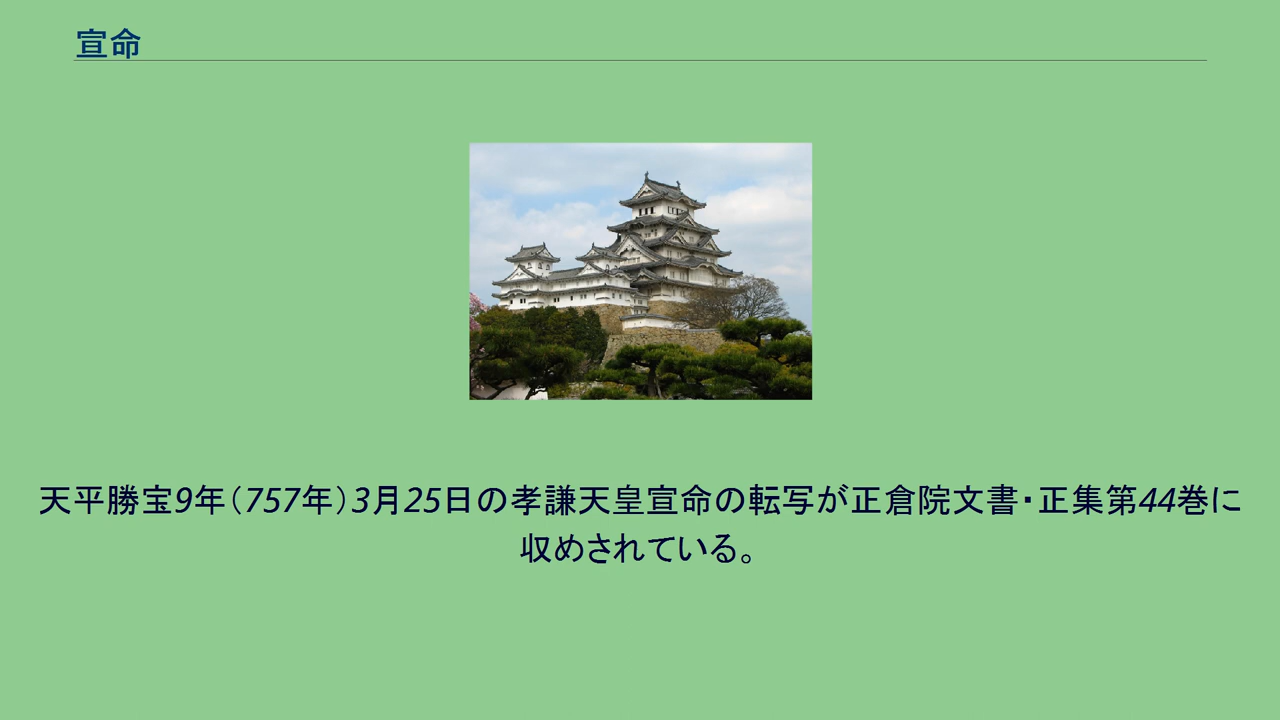 宣命
天平勝宝9年（757年）3月25日の孝謙天皇宣命の転写が正倉院文書・正集第44巻に
収めされている。